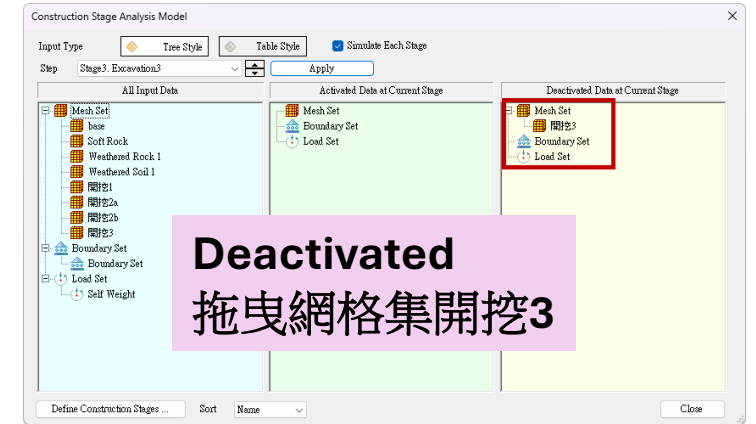 Construction Stage Analysis Model
Input Type Tree Style Table Style Simulate Each Stage
Step Stage3. Excavation3 Apply
All Input Data Activated Data at Current Stage Deactivated Data at Current Stage
Mesh Set
base
Soft Rock
Weathered Rock 1
Weathered Soil 1
開挖1
開挖2a
開挖2b
開挖3
Boundary Set
Boundary Set
Load Set
Self Weight
Mesh Set
Boundary Set
Load Set
Mesh Set
開挖3
Boundary Set
Load Set
Deactivated
拖曳網格集開挖3
Define Construction Stages ... Sort Name Close